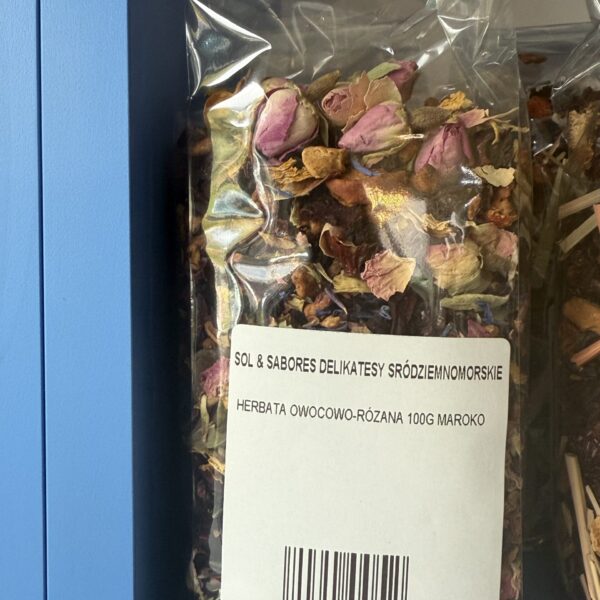 SOL & SABORES DELIKATESY SRÓDZIEMNOMORSKIE
HERBATA OWOCOWO-RÓZANA 100G MAROKO